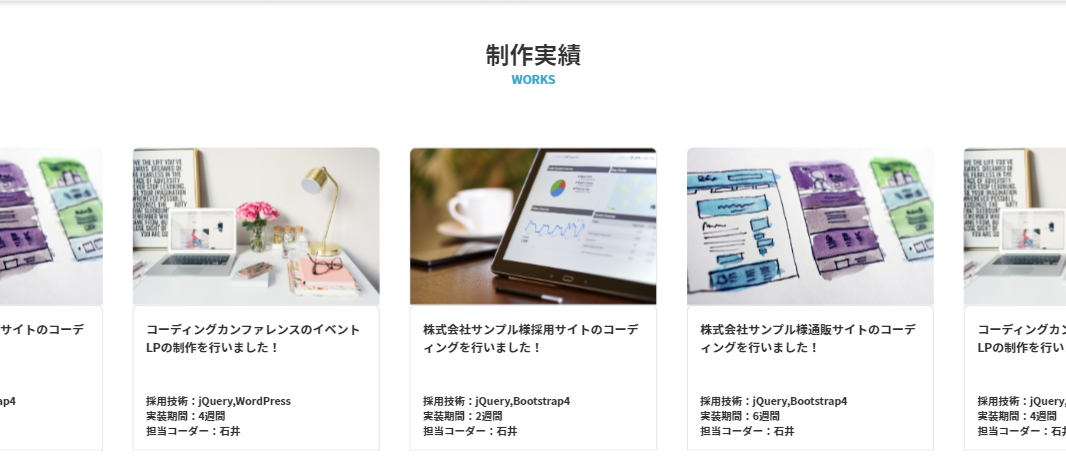 制作実績
WORKS
サイトのコーデ
ap4
コーディングカンファレンスのイベント
LPの制作を行いました！
採用技術：jQuery,WordPress
実装期間：4週間
担当コーダー：石井
株式会社サンプル様採用サイトのコーデ
ィングを行いました！
採用技術：jQuery,Bootstrap4
実装期間：2週間
担当コーダー：石井
株式会社サンプル様通販サイトのコーデ
ィングを行いました！
採用技術：jQuery,Bootstrap4
実装期間：6週間
担当コーダー：石井
コーディングカン
LPの制作を行い
採用技術：jQuery,
実装期間：4週間
担当コーダー：石井